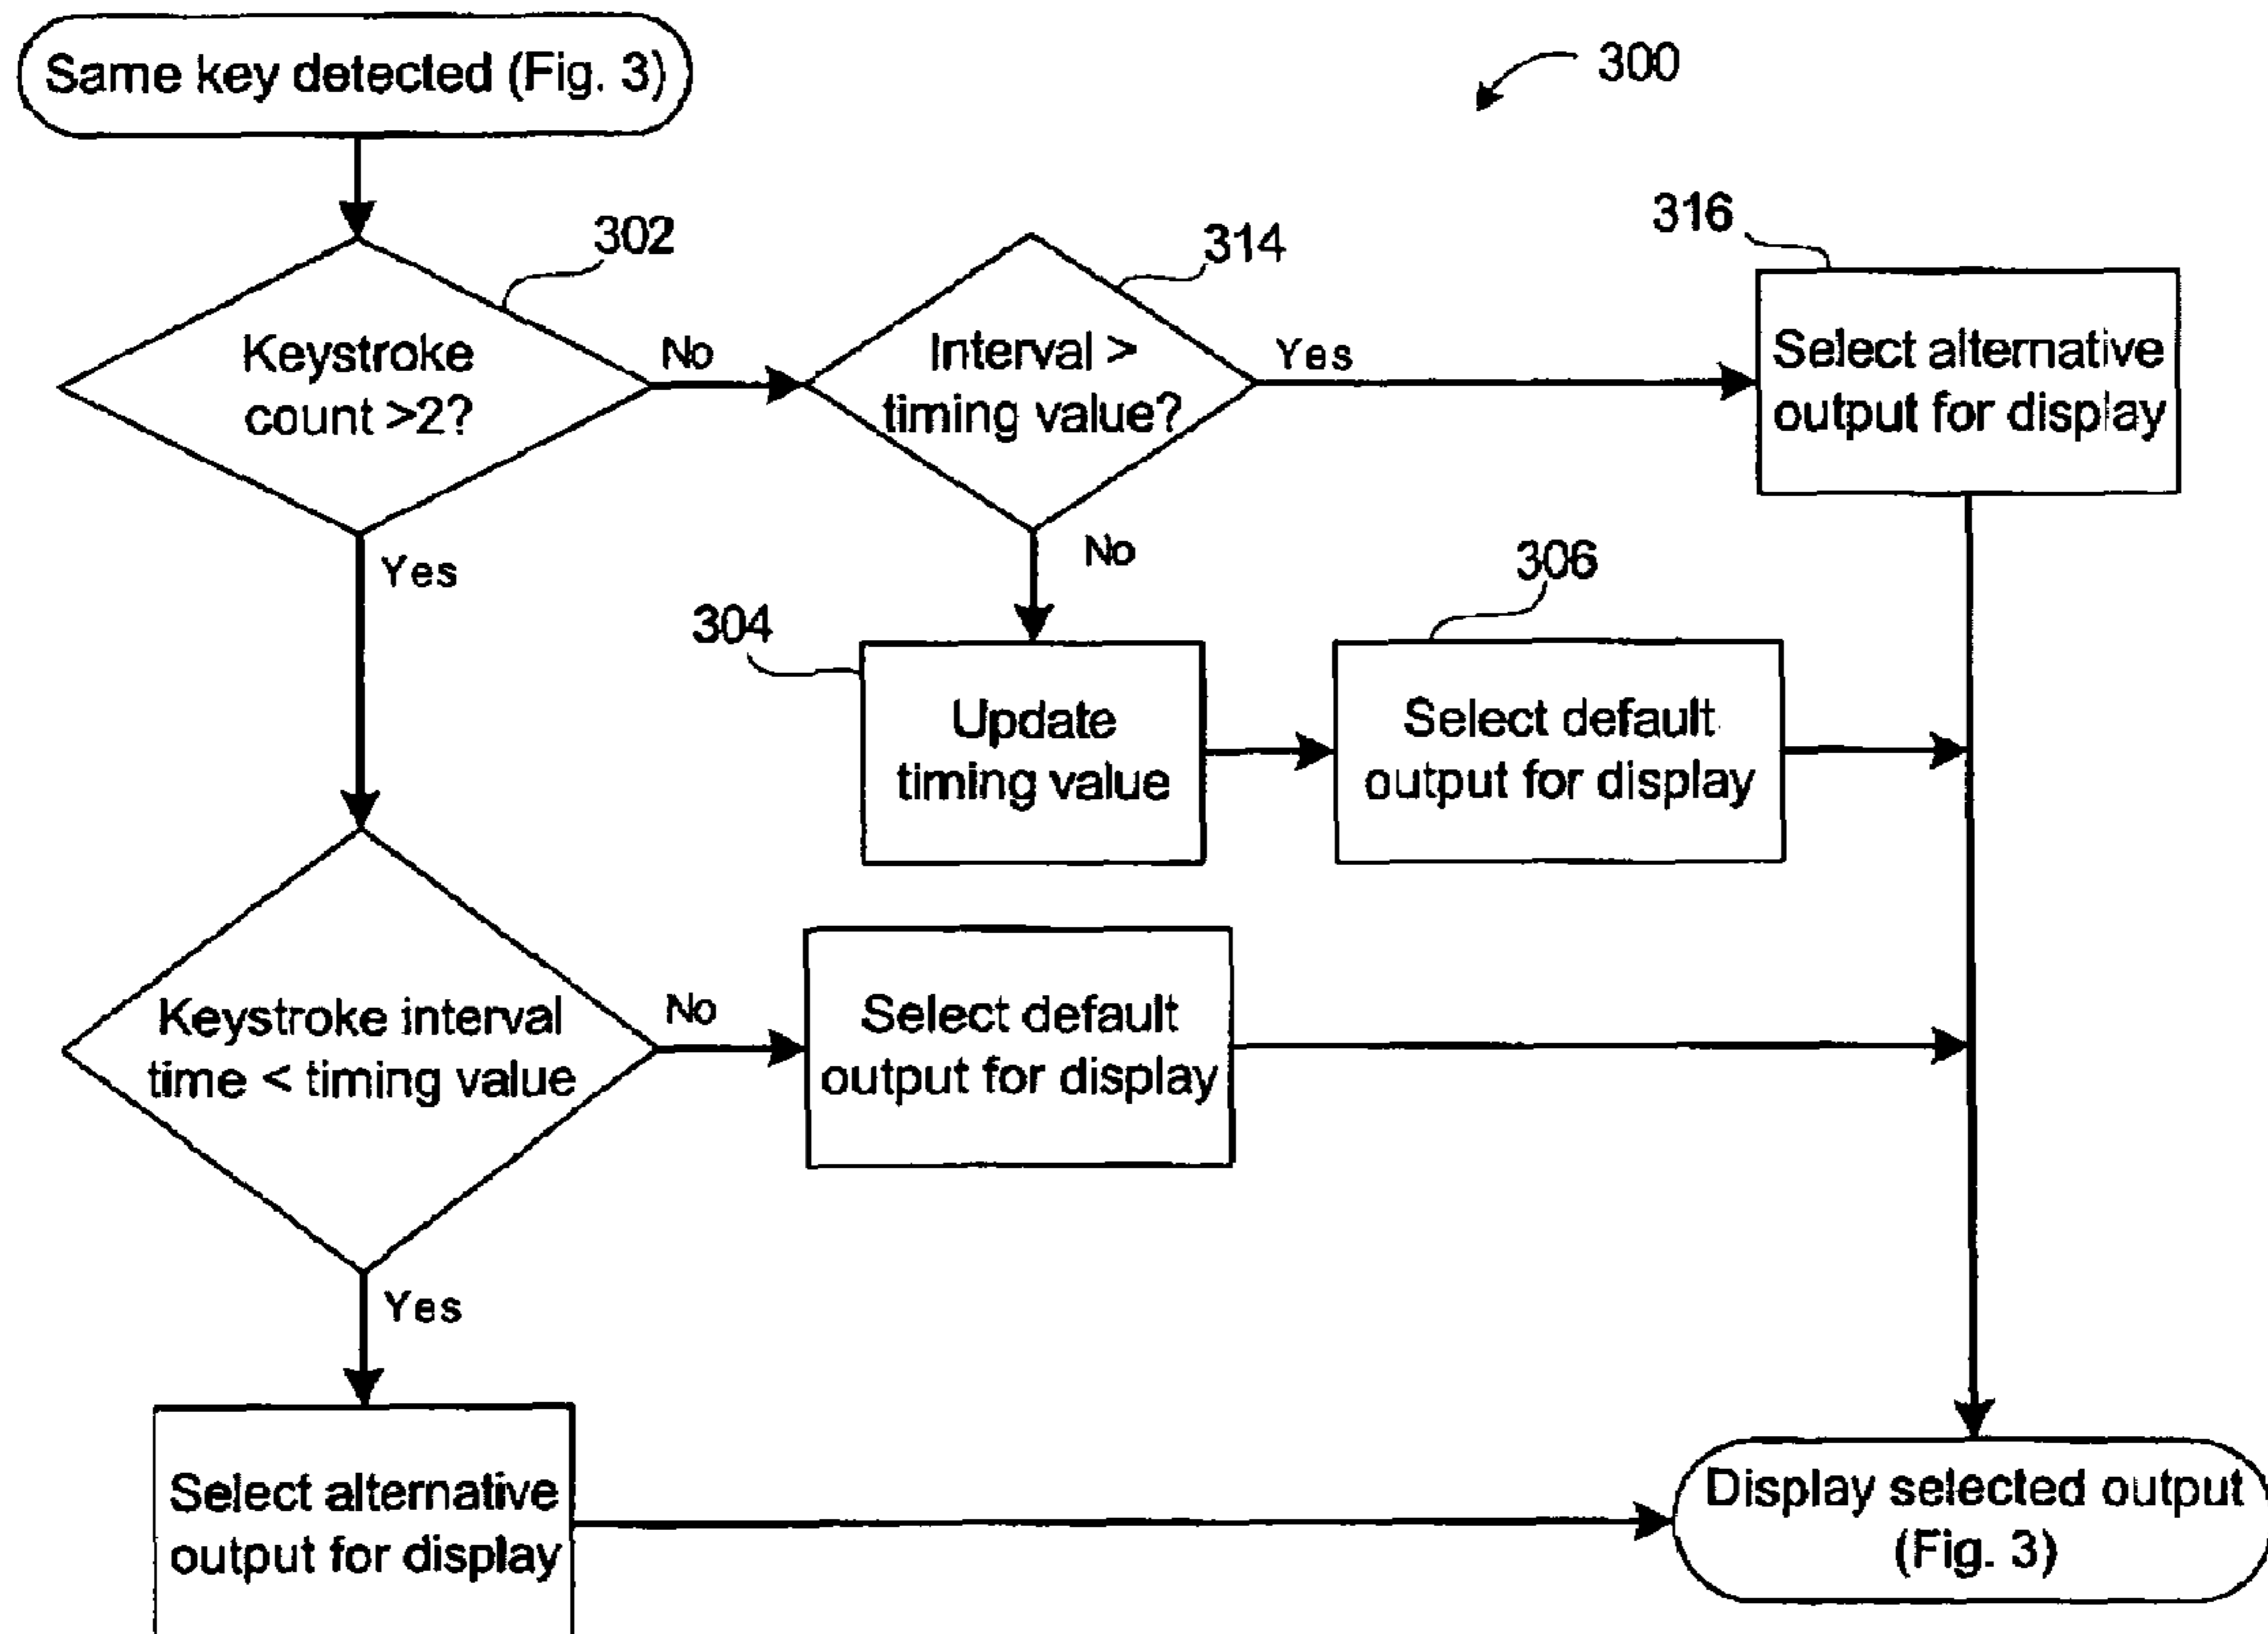 Same key detected (Fig. 3)
300
302
Keystroke
count >2?
No
Yes
314
Interval >
timing value?
Yes
No
316
Select alternative
output for display
304
Update
timing value
306
Select default
output for display
Keystroke interval
time < timing value
No
Yes
Select default
output for display
Select alternative
output for display
Display selected output
(Fig. 3)